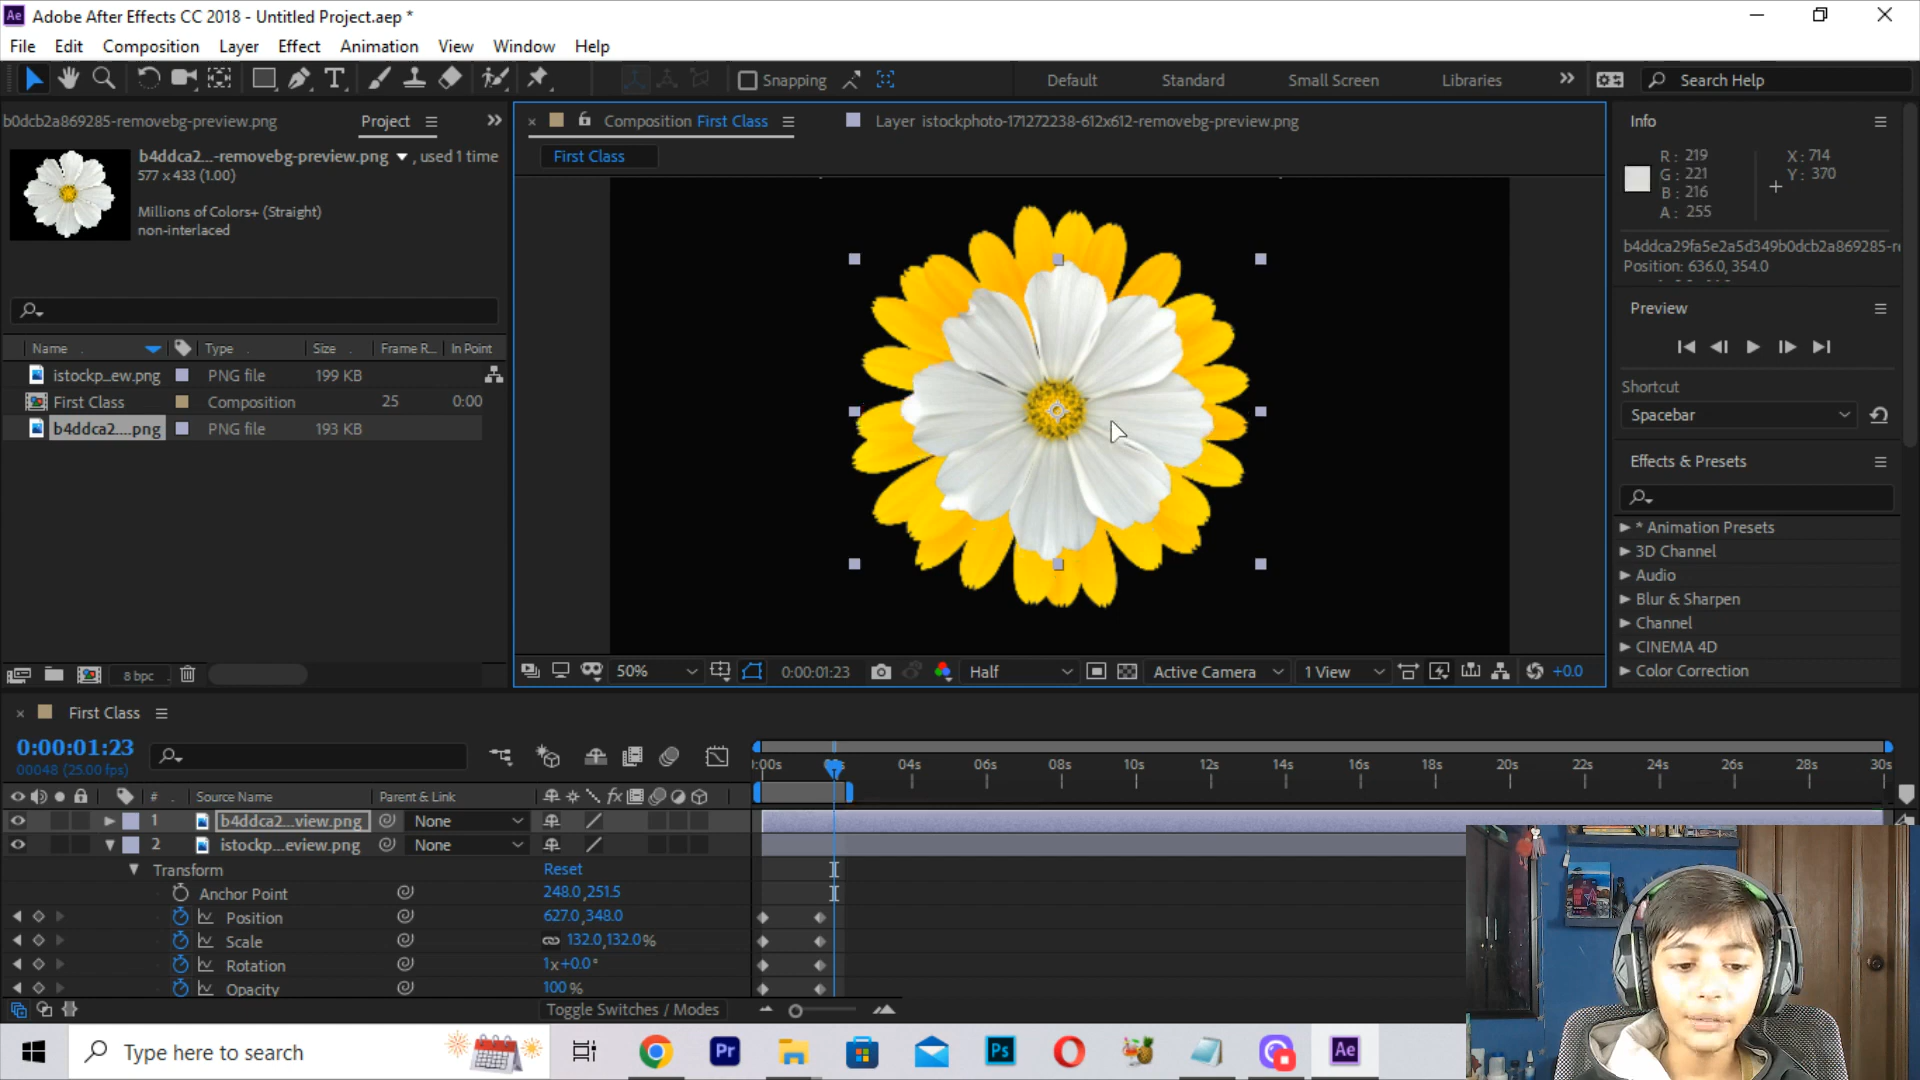 Adobe After Effects CC 2018 - Untitled Project.aep *
File Edit Composition Layer Effect Animation View Window Help
Snapping
Default Standard Small Screen Libraries
Search Help
b0dcb2a869285-removebg-preview.png
Project
b4ddca2...-removebg-preview.png , used 1 time
577 x 433 (1.00)
Millions of Colors+ (Straight)
non-interlaced
Name Type Size Frame R... In Point
istockp_ew.png PNG file 199 KB
First Class Composition 25 0:00
b4ddca2....png PNG file 193 KB
8 bpc
Composition First Class
Layer istockphoto-171272238-612x612-removebg-preview.png
First Class
50% 0:00:01:23 Half Active Camera 1 View +0.0
Info
R: 219 X: 714
G: 221 Y: 370
B: 216
A: 255
Position: 636.0, 354.0
Preview
Shortcut
Spacebar
Effects & Presets
* Animation Presets
3D Channel
Audio
Blur & Sharpen
Channel
CINEMA 4D
Color Correction
First Class
0:00:01:23
00048 (25.00 fps)
:00s 04s 06s 08s 10s 12s 14s 16s 18s 20s 22s 24s 26s 28s 30s
# Source Name Parent & Link
1 b4ddca2...view.png None
2 istockp...eview.png None
Transform Reset
Anchor Point 248.0,251.5
Position 627.0,348.0
Scale 132.0,132.0%
Rotation 1x+0.0°
Opacity 100%
Toggle Switches / Modes
Type here to search
Pr
Ps
Ae